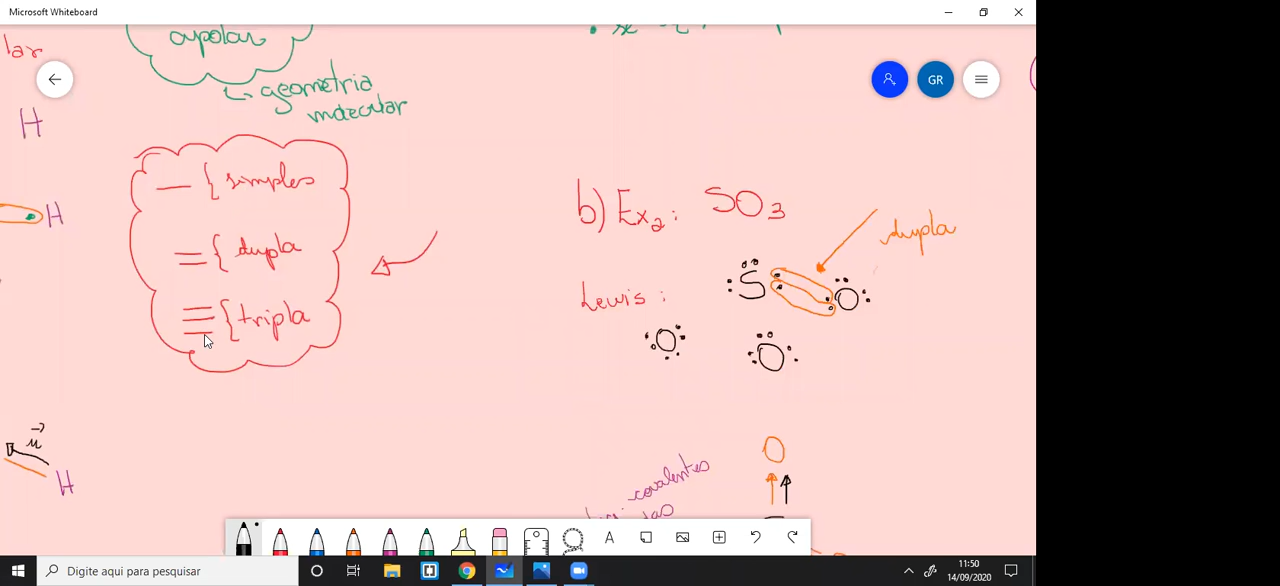 Microsoft Whiteboard
lar
apolar
geometria
molecular
GR
H
simples
dupla
tripla
H
b) Ex₂: SO₃
dupla
Lewis:
S O
O O
u
H
covalentes
O
A
Digite aqui para pesquisar
11:50
14/09/2020